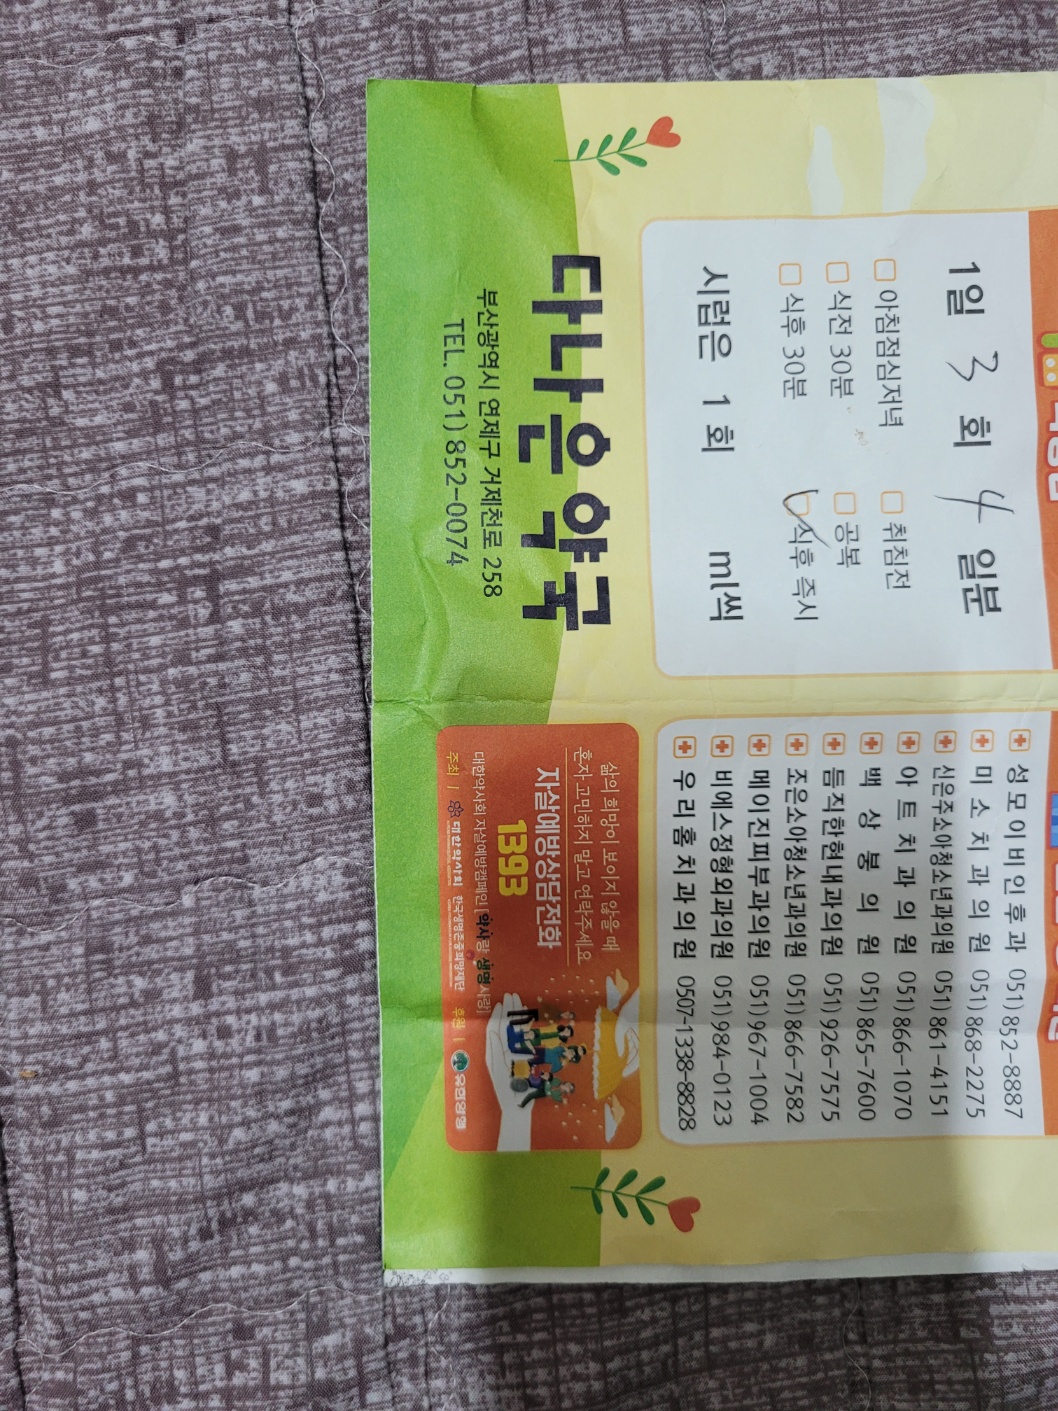 1일 3 회 4 일분
아침점심저녁 취침전
식전 30분 공복
식후 30분 식후 즉시
시럽은 1 회 ml씩
다나은약국
부산광역시 연제구 거제천로 258
TEL. 051) 852-0074
성모이비인후과 051)852-8887
미소치과의원 051)868-2275
신은주소아청소년과의원 051)861-4151
아트치과의원 051)866-1070
백상붕의원 051)865-7600
듬직한현내과의원 051)926-7575
조은소아청소년과의원 051)866-7582
메이진피부과의원 051)967-1004
비에스정형외과의원 051)984-0123
우리홈치과의원 0507-1338-8828
삶의 희망이 보이지 않을 때
혼자 고민하지 말고 연락주세요
자살예방상담전화
1393
대한약사회 자살예방캠페인 [약사랑 생명사랑]
주최 | 대한약사회 한국생명존중희망재단 후원 | 유한양행